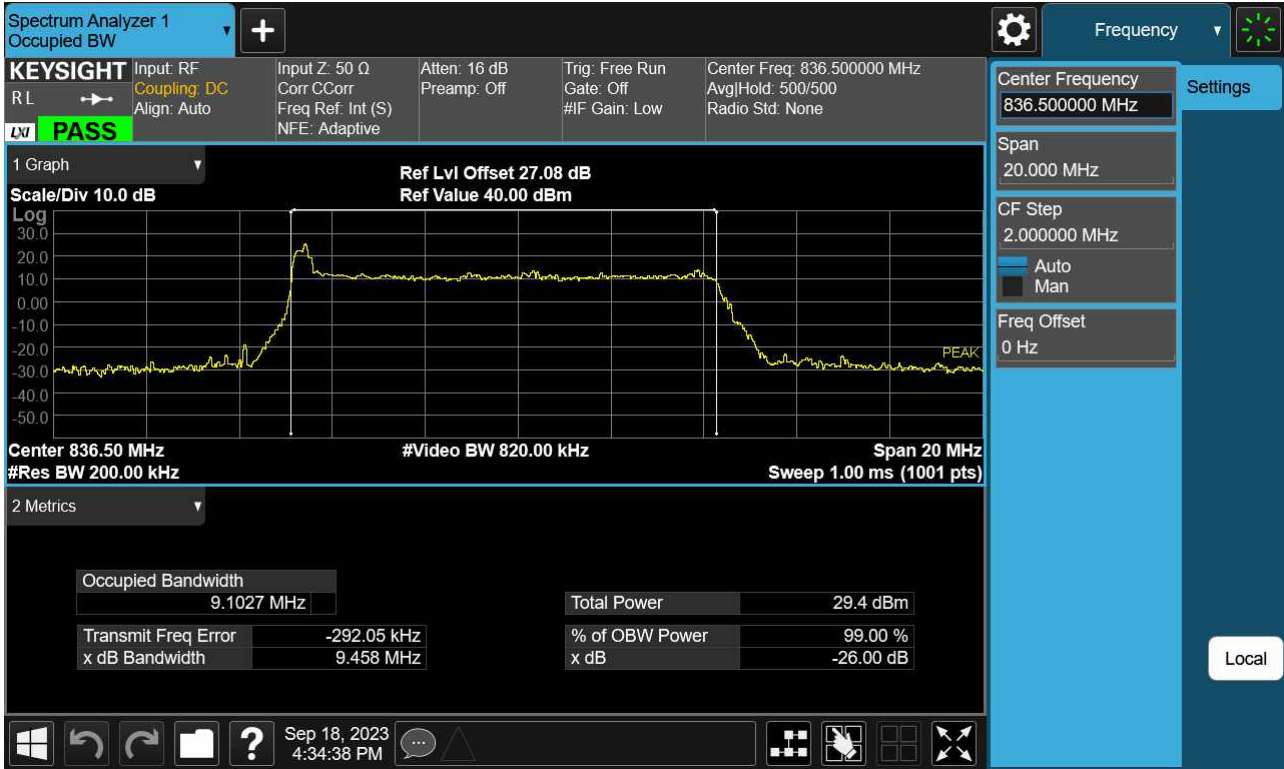 Spectrum Analyzer 1
Occupied BW
Frequency
KEYSIGHT
R L
LXI
PASS
Input: RF
Coupling: DC
Align: Auto
Input Z: 50 Ω
Corr CCorr
Freq Ref: Int (S)
NFE: Adaptive
Atten: 16 dB
Preamp: Off
Trig: Free Run
Gate: Off
#IF Gain: Low
Center Freq: 836.500000 MHz
Avg|Hold: 500/500
Radio Std: None
Center Frequency
836.500000 MHz
Settings
Span
20.000 MHz
CF Step
2.000000 MHz
Auto
Man
Freq Offset
0 Hz
Local
1 Graph
Scale/Div 10.0 dB
Ref Lvl Offset 27.08 dB
Ref Value 40.00 dBm
Log
30.0
20.0
10.0
0.00
-10.0
-20.0
-30.0
-40.0
-50.0
PEAK
Center 836.50 MHz
#Video BW 820.00 kHz
Span 20 MHz
#Res BW 200.00 kHz
Sweep 1.00 ms (1001 pts)
2 Metrics
Occupied Bandwidth
9.1027 MHz
Total Power 29.4 dBm
Transmit Freq Error -292.05 kHz
% of OBW Power 99.00 %
x dB Bandwidth 9.458 MHz
x dB -26.00 dB
?
Sep 18, 2023
4:34:38 PM